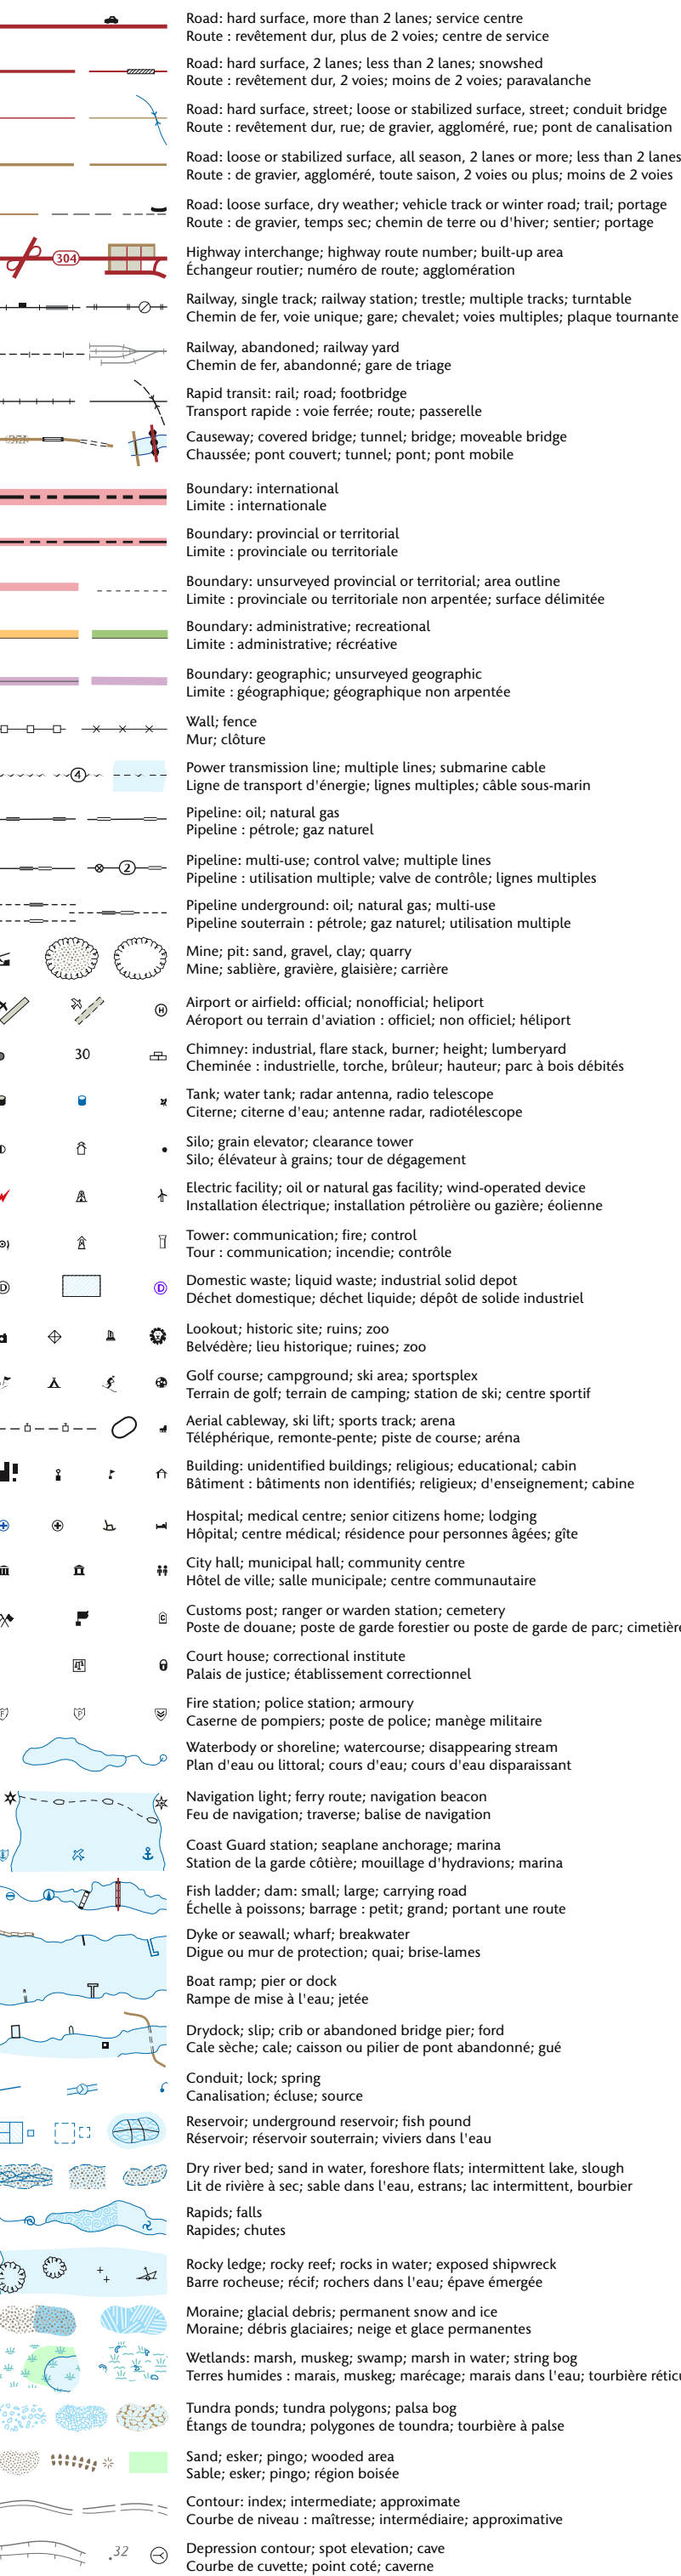 Road: hard surface, more than 2 lanes; service centre
Route : revêtement dur, plus de 2 voies; centre de service
Road: hard surface, 2 lanes; less than 2 lanes; snowshed
Route : revêtement dur, 2 voies; moins de 2 voies; paravalanche
Road: hard surface, street; loose or stabilized surface, street; conduit bridge
Route : revêtement dur, rue; de gravier, aggloméré, rue; pont de canalisation
Road: loose or stabilized surface, all season, 2 lanes or more; less than 2 lanes
Route : de gravier, aggloméré, toute saison, 2 voies ou plus; moins de 2 voies
Road: loose surface, dry weather; vehicle track or winter road; trail; portage
Route : de gravier, temps sec; chemin de terre ou d'hiver; sentier; portage
304
Highway interchange; highway route number; built-up area
Échangeur routier; numéro de route; agglomération
Railway, single track; railway station; trestle; multiple tracks; turntable
Chemin de fer, voie unique; gare; chevalet; voies multiples; plaque tournante
Railway, abandoned; railway yard
Chemin de fer, abandonné; gare de triage
Rapid transit: rail; road; footbridge
Transport rapide : voie ferrée; route; passerelle
Causeway; covered bridge; tunnel; bridge; moveable bridge
Chaussée; pont couvert; tunnel; pont; pont mobile
Boundary: international
Limite : internationale
Boundary: provincial or territorial
Limite : provinciale ou territoriale
Boundary: unsurveyed provincial or territorial; area outline
Limite : provinciale ou territoriale non arpentée; surface délimitée
Boundary: administrative; recreational
Limite : administrative; récréative
Boundary: geographic; unsurveyed geographic
Limite : géographique; géographique non arpentée
Wall; fence
Mur; clôture
4
Power transmission line; multiple lines; submarine cable
Ligne de transport d'énergie; lignes multiples; câble sous-marin
Pipeline: oil; natural gas
Pipeline : pétrole; gaz naturel
2
Pipeline: multi-use; control valve; multiple lines
Pipeline : utilisation multiple; valve de contrôle; lignes multiples
Pipeline underground: oil; natural gas; multi-use
Pipeline souterrain : pétrole; gaz naturel; utilisation multiple
Mine; pit: sand, gravel, clay; quarry
Mine; sablière, gravière, glaisière; carrière
H
Airport or airfield: official; nonofficial; heliport
Aéroport ou terrain d'aviation : officiel; non officiel; héliport
30
Chimney: industrial, flare stack, burner; height; lumberyard
Cheminée : industrielle, torche, brûleur; hauteur; parc à bois débités
Tank; water tank; radar antenna, radio telescope
Citerne; citerne d'eau; antenne radar, radiotélescope
Silo; grain elevator; clearance tower
Silo; élévateur à grains; tour de dégagement
Electric facility; oil or natural gas facility; wind-operated device
Installation électrique; installation pétrolière ou gazière; éolienne
Tower: communication; fire; control
Tour : communication; incendie; contrôle
D D
Domestic waste; liquid waste; industrial solid depot
Déchet domestique; déchet liquide; dépôt de solide industriel
Lookout; historic site; ruins; zoo
Belvédère; lieu historique; ruines; zoo
Golf course; campground; ski area; sportsplex
Terrain de golf; terrain de camping; station de ski; centre sportif
Aerial cableway, ski lift; sports track; arena
Téléphérique, remonte-pente; piste de course; aréna
Building: unidentified buildings; religious; educational; cabin
Bâtiment : bâtiments non identifiés; religieux; d'enseignement; cabine
Hospital; medical centre; senior citizens home; lodging
Hôpital; centre médical; résidence pour personnes âgées; gîte
City hall; municipal hall; community centre
Hôtel de ville; salle municipale; centre communautaire
C
Customs post; ranger or warden station; cemetery
Poste de douane; poste de garde forestier ou poste de garde de parc; cimetière
Court house; correctional institute
Palais de justice; établissement correctionnel
F P
Fire station; police station; armoury
Caserne de pompiers; poste de police; manège militaire
Waterbody or shoreline; watercourse; disappearing stream
Plan d'eau ou littoral; cours d'eau; cours d'eau disparaissant
Navigation light; ferry route; navigation beacon
Feu de navigation; traverse; balise de navigation
Coast Guard station; seaplane anchorage; marina
Station de la garde côtière; mouillage d'hydravions; marina
Fish ladder; dam: small; large; carrying road
Échelle à poissons; barrage : petit; grand; portant une route
Dyke or seawall; wharf; breakwater
Digue ou mur de protection; quai; brise-lames
Boat ramp; pier or dock
Rampe de mise à l'eau; jetée
Drydock; slip; crib or abandoned bridge pier; ford
Cale sèche; cale; caisson ou pilier de pont abandonné; gué
Conduit; lock; spring
Canalisation; écluse; source
Reservoir; underground reservoir; fish pound
Réservoir; réservoir souterrain; viviers dans l'eau
Dry river bed; sand in water, foreshore flats; intermittent lake, slough
Lit de rivière à sec; sable dans l'eau, estrans; lac intermittent, bourbier
Rapids; falls
Rapides; chutes
Rocky ledge; rocky reef; rocks in water; exposed shipwreck
Barre rocheuse; récif; rochers dans l'eau; épave émergée
Moraine; glacial debris; permanent snow and ice
Moraine; débris glaciaires; neige et glace permanentes
Wetlands: marsh, muskeg; swamp; marsh in water; string bog
Terres humides : marais, muskeg; marécage; marais dans l'eau; tourbière réticu
Tundra ponds; tundra polygons; palsa bog
Étangs de toundra; polygones de toundra; tourbière à palse
Sand; esker; pingo; wooded area
Sable; esker; pingo; région boisée
Contour: index; intermediate; approximate
Courbe de niveau : maîtresse; intermédiaire; approximative
.32
Depression contour; spot elevation; cave
Courbe de cuvette; point coté; caverne